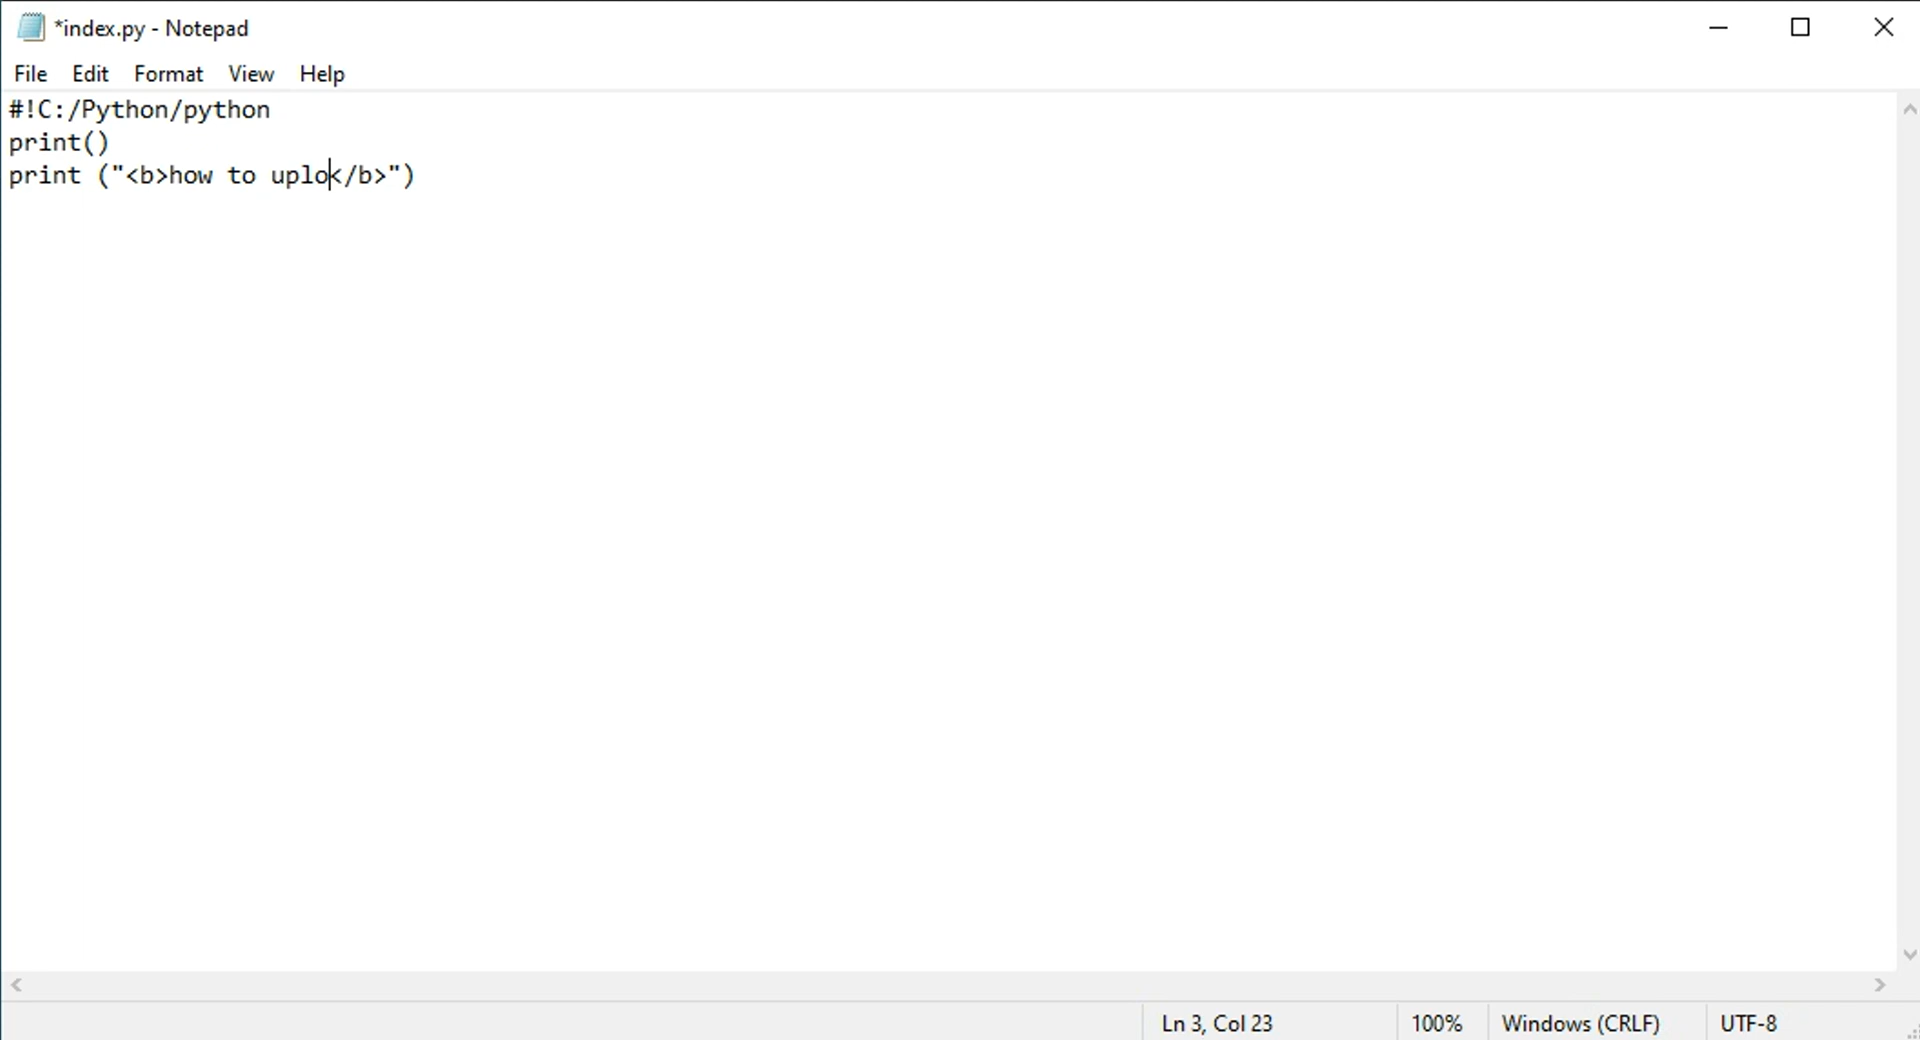 *index.py - Notepad
File Edit Format View Help
#!C:/Python/python
print()
print ("<b>how to uplo</b>")
Ln 3, Col 23 100% Windows (CRLF) UTF-8